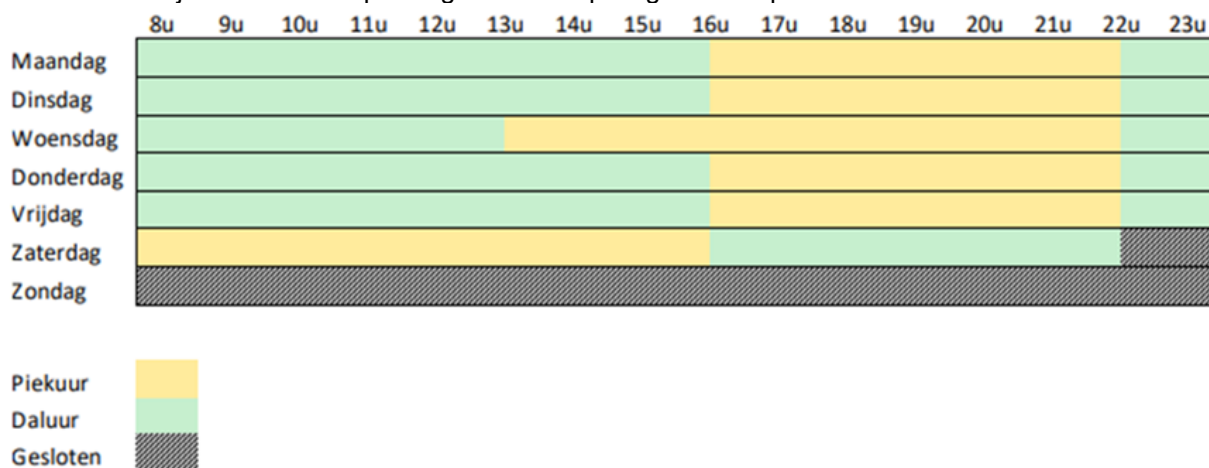 8u 9u 10u 11u 12u 13u 14u 15u 16u 17u 18u 19u 20u 21u 22u 23u
Maandag
Dinsdag
Woensdag
Donderdag
Vrijdag
Zaterdag
Zondag
Piekuur
Daluur
Gesloten